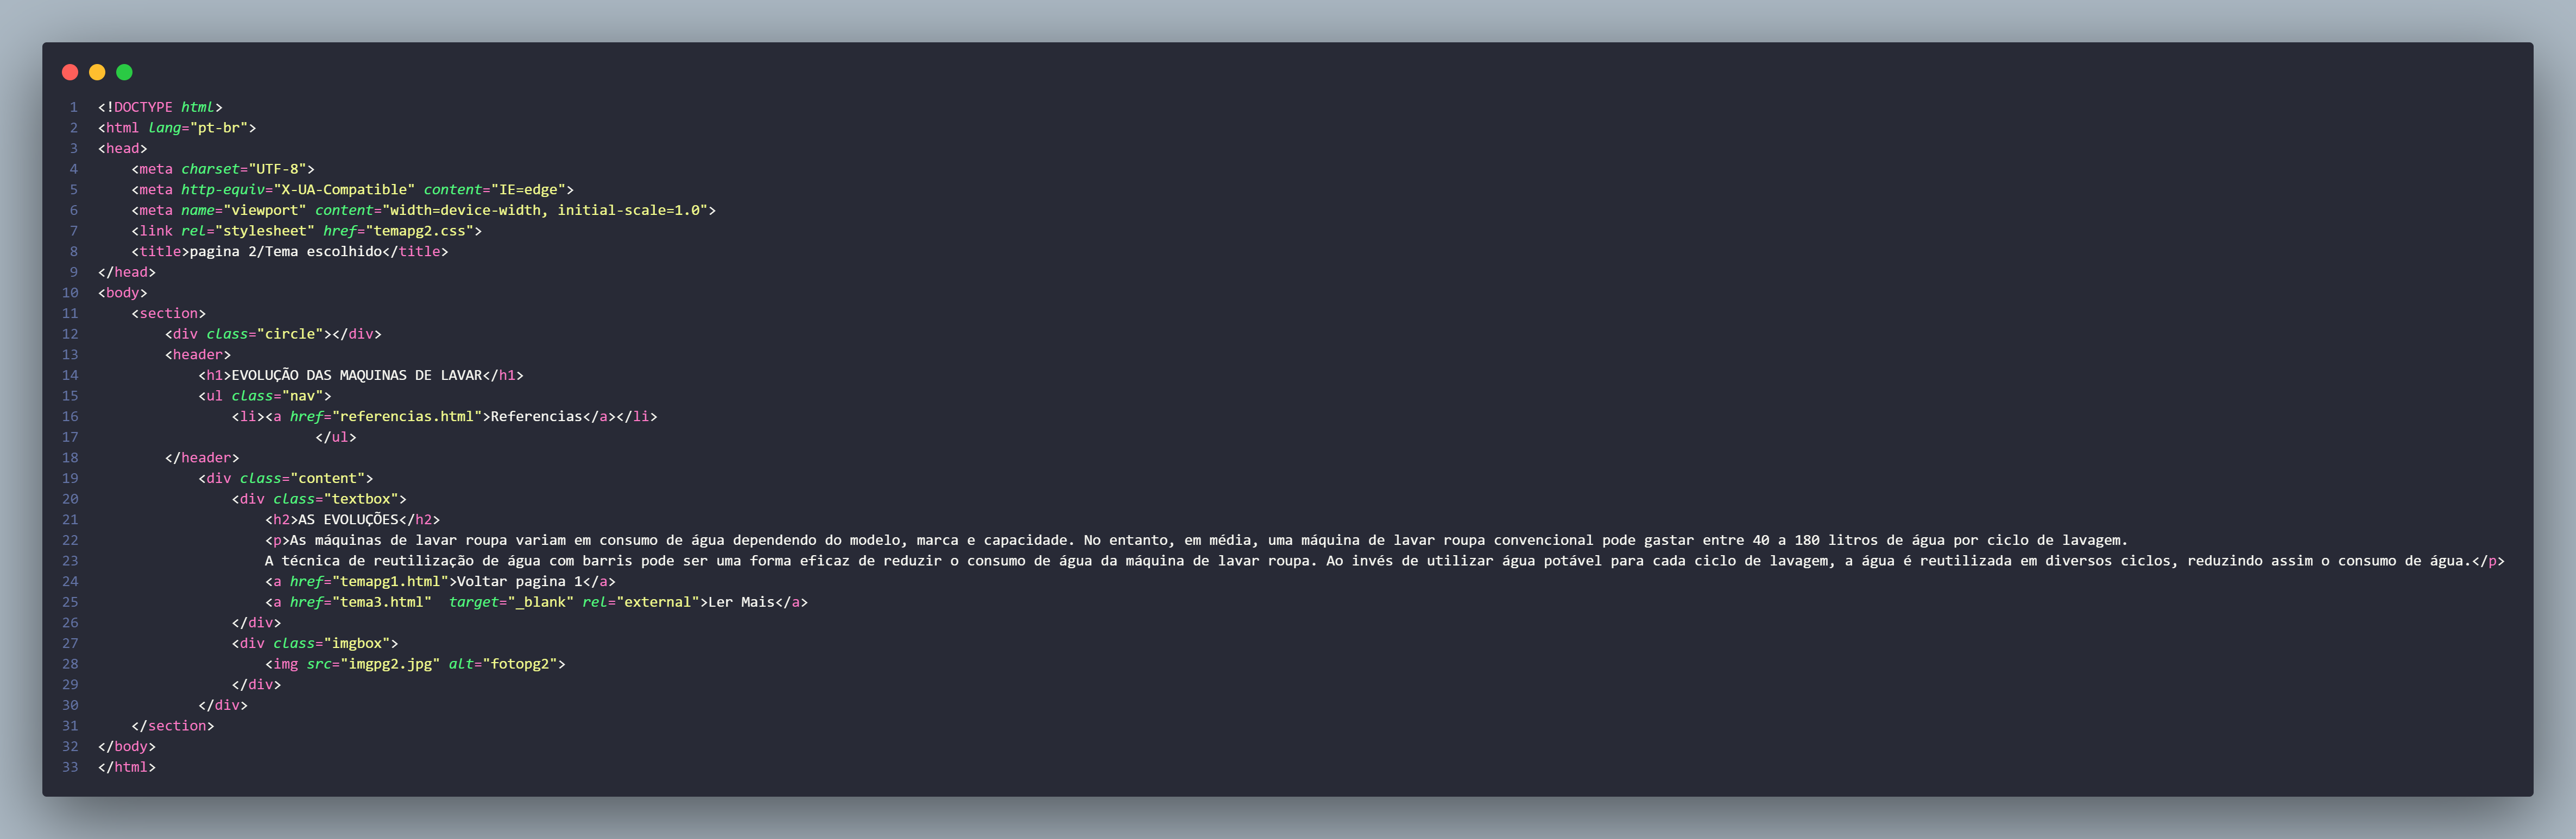 1 <!DOCTYPE html>
2 <html lang="pt-br">
3 <head>
4     <meta charset="UTF-8">
5     <meta http-equiv="X-UA-Compatible" content="IE=edge">
6     <meta name="viewport" content="width=device-width, initial-scale=1.0">
7     <link rel="stylesheet" href="temapg2.css">
8     <title>pagina 2/Tema escolhido</title>
9 </head>
10 <body>
11     <section>
12         <div class="circle"></div>
13         <header>
14             <h1>EVOLUÇÃO DAS MAQUINAS DE LAVAR</h1>
15             <ul class="nav">
16                 <li><a href="referencias.html">Referencias</a></li>
17                           </ul>
18         </header>
19             <div class="content">
20                 <div class="textbox">
21                     <h2>AS EVOLUÇÕES</h2>
22                     <p>As máquinas de lavar roupa variam em consumo de água dependendo do modelo, marca e capacidade. No entanto, em média, uma máquina de lavar roupa convencional pode gastar entre 40 a 180 litros de água por ciclo de lavagem.
23                     A técnica de reutilização de água com barris pode ser uma forma eficaz de reduzir o consumo de água da máquina de lavar roupa. Ao invés de utilizar água potável para cada ciclo de lavagem, a água é reutilizada em diversos ciclos, reduzindo assim o consumo de água.</p>
24                     <a href="temapg1.html">Voltar pagina 1</a>
25                     <a href="tema3.html"  target="_blank" rel="external">Ler Mais</a>
26                 </div>
27                 <div class="imgbox">
28                     <img src="imgpg2.jpg" alt="fotopg2">
29                 </div>
30             </div>
31     </section>
32 </body>
33 </html>